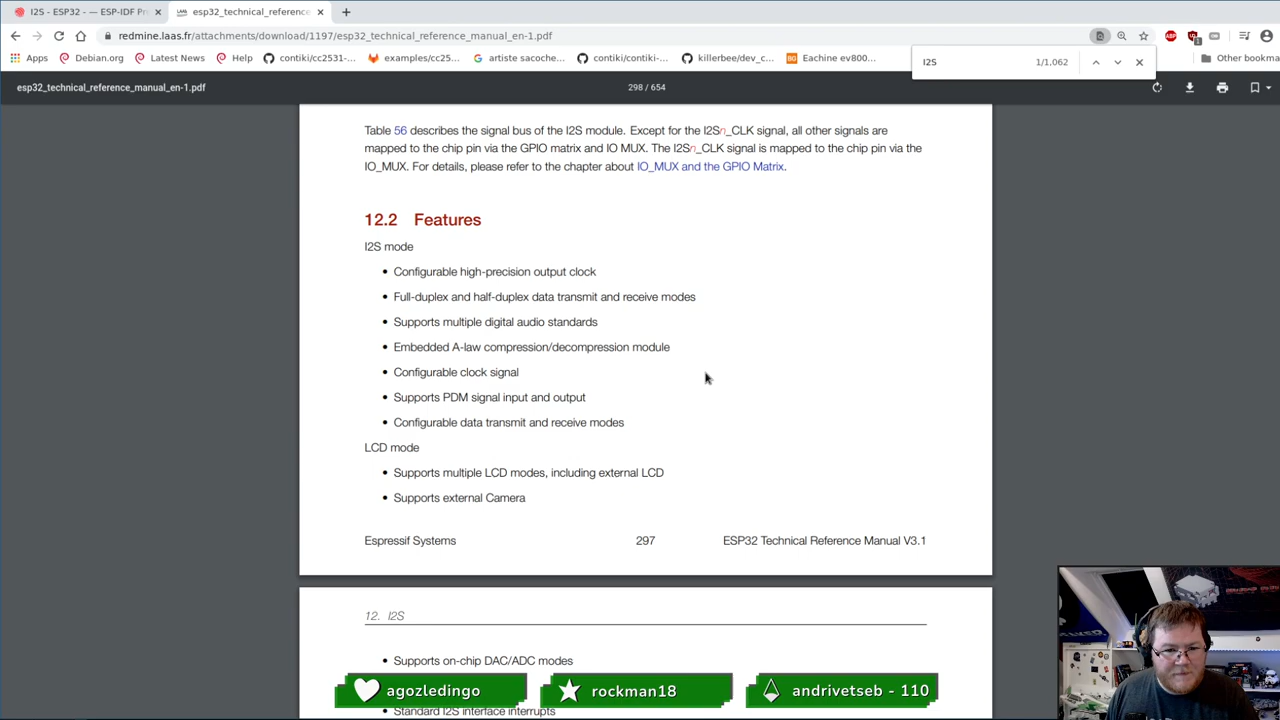 I2S - ESP32 - — ESP-IDF Pr
esp32_technical_reference
redmine.laas.fr/attachments/download/1197/esp32_technical_reference_manual_en-1.pdf
Apps
Debian.org
Latest News
Help
contiki/cc2531-...
examples/cc26x...
artiste sacoche...
contiki/contiki-...
killerbee/dev_c...
Eachine ev800...
Other bookma
I2S
1/1,062
esp32_technical_reference_manual_en-1.pdf
298 / 654
Table 56 describes the signal bus of the I2S module. Except for the I2Sn_CLK signal, all other signals are
mapped to the chip pin via the GPIO matrix and IO MUX. The I2Sn_CLK signal is mapped to the chip pin via the
IO_MUX. For details, please refer to the chapter about IO_MUX and the GPIO Matrix.
12.2 Features
I2S mode
• Configurable high-precision output clock
• Full-duplex and half-duplex data transmit and receive modes
• Supports multiple digital audio standards
• Embedded A-law compression/decompression module
• Configurable clock signal
• Supports PDM signal input and output
• Configurable data transmit and receive modes
LCD mode
• Supports multiple LCD modes, including external LCD
• Supports external Camera
Espressif Systems
297
ESP32 Technical Reference Manual V3.1
12. I2S
• Supports on-chip DAC/ADC modes
agozledingo
rockman18
andrivetseb - 110
Standard I2S interface interrupts